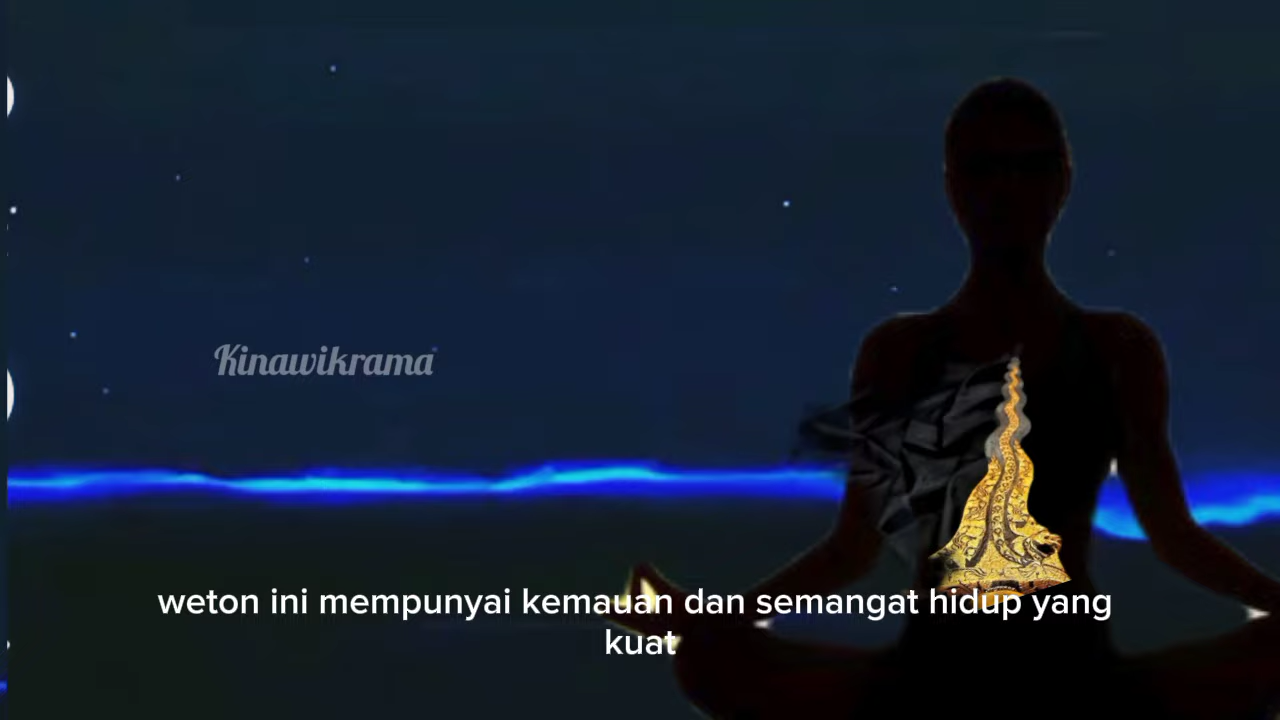 Kinawikrama
weton ini mempunyai kemauan dan semangat hidup yang
kuat